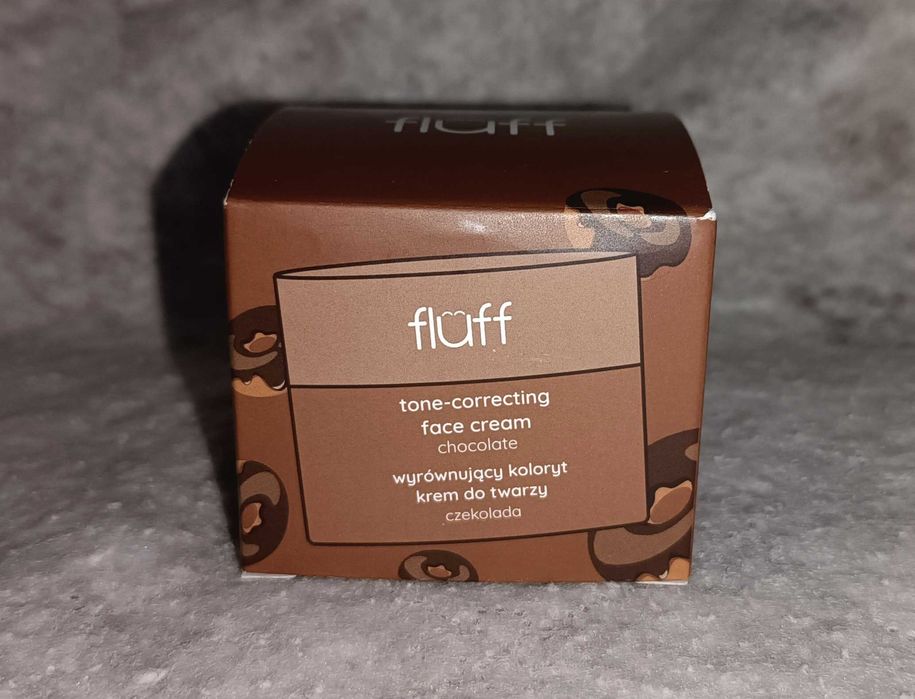 fluff
fluff
tone-correcting
face cream
chocolate
wyrównujący koloryt
krem do twarzy
czekolada